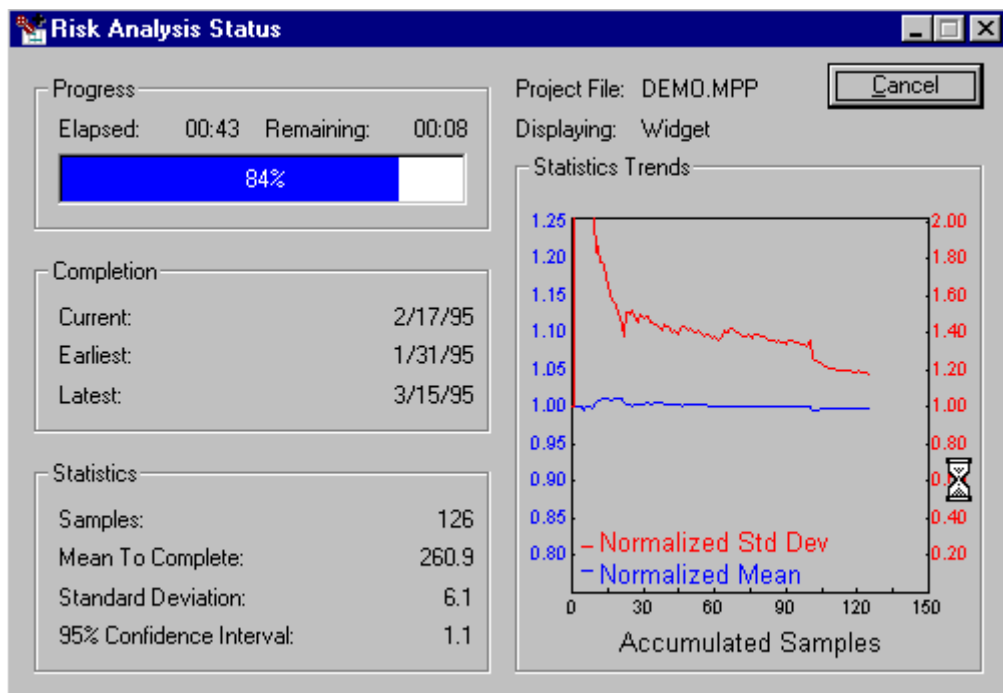 Risk Analysis Status
Progress
Elapsed: 00:43 Remaining: 00:08
84%
Completion
Current: 2/17/95
Earliest: 1/31/95
Latest: 3/15/95
Statistics
Samples: 126
Mean To Complete: 260.9
Standard Deviation: 6.1
95% Confidence Interval: 1.1
Project File: DEMO.MPP
Cancel
Displaying: Widget
Statistics Trends
1.25 2.00
1.20 1.80
1.15 1.60
1.10 1.40
1.05 1.20
1.00 1.00
0.95 0.80
0.90
0.85 0.40
0.80 0.20
Normalized Std Dev
Normalized Mean
0 30 60 90 120 150
Accumulated Samples